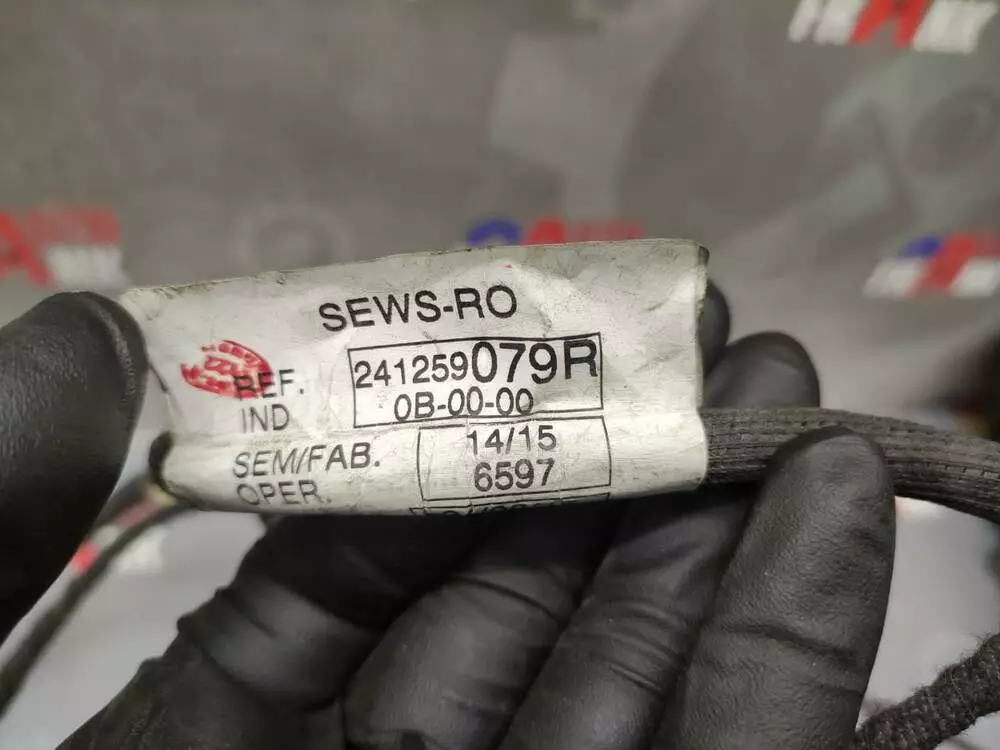 SEWS-RO
REF. 241259079R
IND 0B-00-00
SEM/FAB. 14/15
OPER. 6597